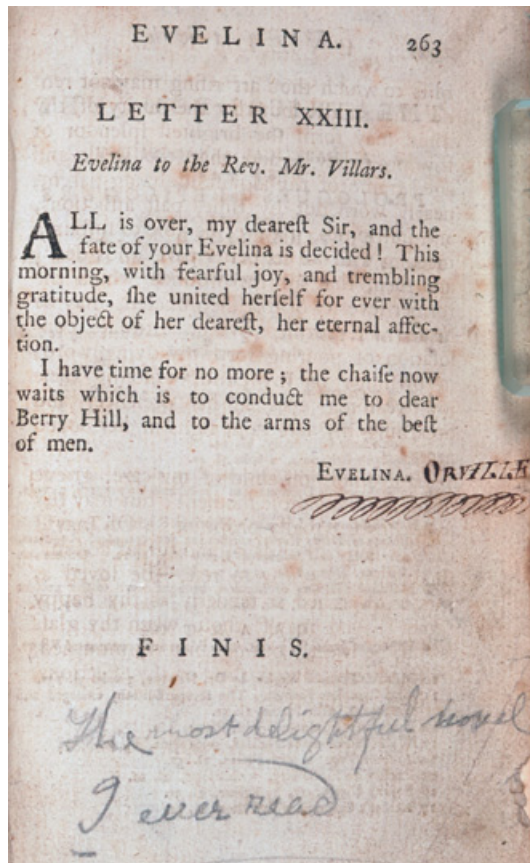 EVELINA. 263
LETTER XXIII.
Evelina to the Rev. Mr. Villars.
ALL is over, my deareſt Sir, and the
fate of your Evelina is decided! This
morning, with fearful joy, and trembling
gratitude, ſhe united herſelf for ever with
the object of her deareſt, her eternal affec-
tion.
I have time for no more; the chaiſe now
waits which is to conduct me to dear
Berry Hill, and to the arms of the beſt
of men.
EVELINA. ORVILLE
FINIS.
The most delightful novel
I ever read